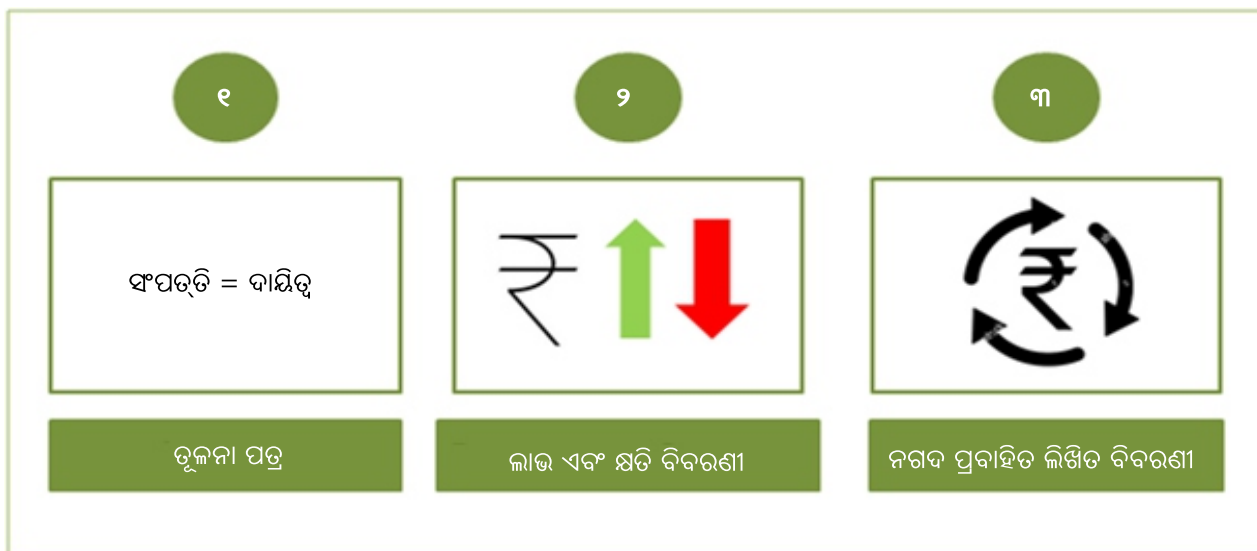 ୧
୨
୩
ସଂପତ୍ତି = ଦାୟିତ୍ୱ
₹
₹
ତୂଳନା ପତ୍ର
ଲାଭ ଏବଂ କ୍ଷତି ବିବରଣୀ
ନଗଦ ପ୍ରବାହିତ ଲିଖିତ ବିବରଣୀ